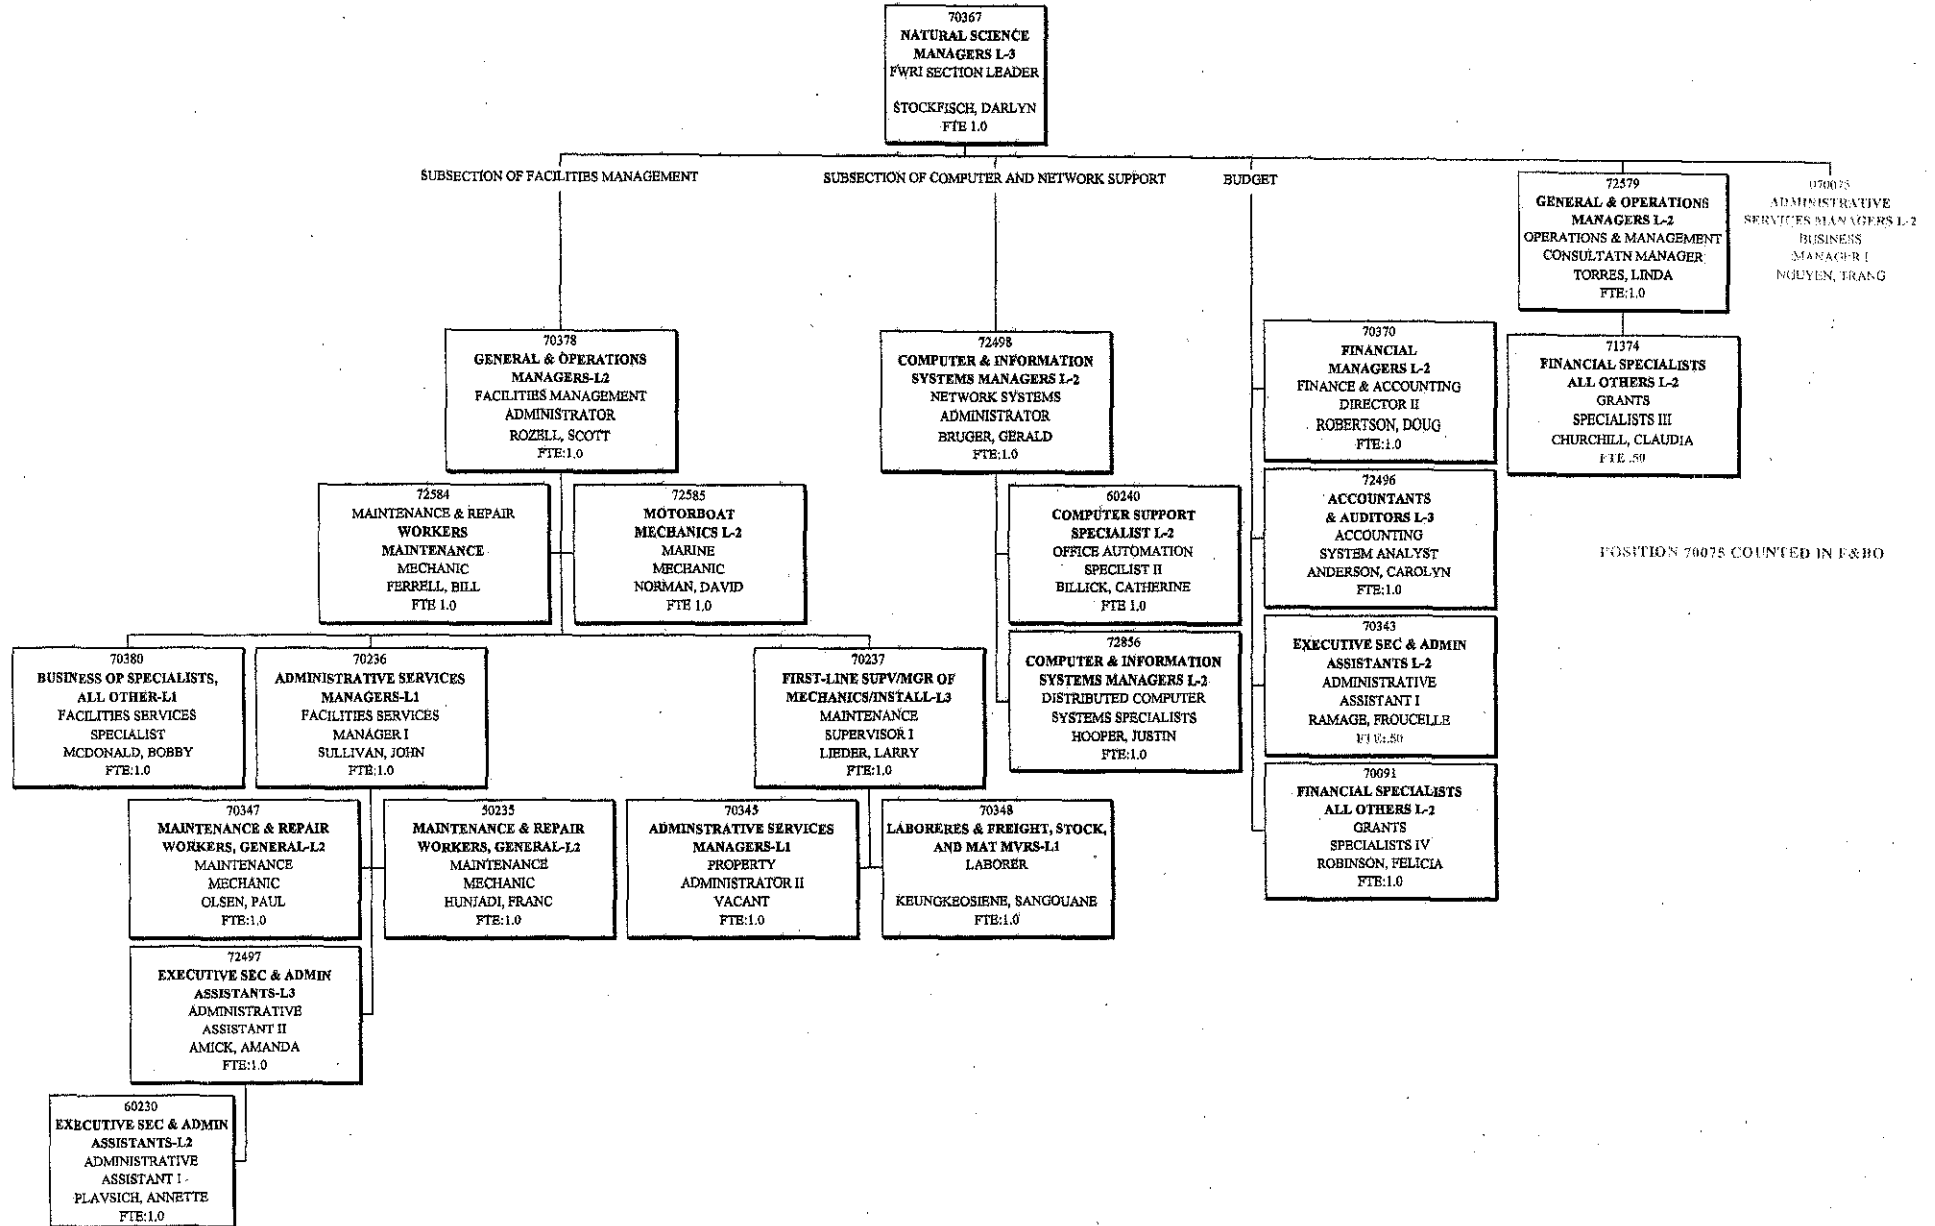 70367
NATURAL SCIENCE
MANAGERS L-3
FWRI SECTION LEADER
STOCKFISCH, DARLYN
FTE 1.0
SUBSECTION OF FACILITIES MANAGEMENT
SUBSECTION OF COMPUTER AND NETWORK SUPPORT
BUDGET
72579
GENERAL & OPERATIONS
MANAGERS L-2
OPERATIONS & MANAGEMENT
CONSULTATN MANAGER
TORRES, LINDA
FTE:1.0
070075
ADMINISTRATIVE
SERVICES MANAGERS L-2
BUSINESS
MANAGER I
NGUYEN, TRANG
70378
GENERAL & OPERATIONS
MANAGERS-L2
FACILITIES MANAGEMENT
ADMINISTRATOR
ROZELL, SCOTT
FTE:1.0
72498
COMPUTER & INFORMATION
SYSTEMS MANAGERS L-2
NETWORK SYSTEMS
ADMINISTRATOR
BRUGER, GERALD
FTE:1.0
70370
FINANCIAL
MANAGERS L-2
FINANCE & ACCOUNTING
DIRECTOR II
ROBERTSON, DOUG
FTE:1.0
71374
FINANCIAL SPECIALISTS
ALL OTHERS L-2
GRANTS
SPECIALISTS III
CHURCHILL, CLAUDIA
FTE .50
72584
MAINTENANCE & REPAIR
WORKERS
MAINTENANCE
MECHANIC
FERRELL, BILL
FTE 1.0
72585
MOTORBOAT
MECHANICS L-2
MARINE
MECHANIC
NORMAN, DAVID
FTE 1.0
60240
COMPUTER SUPPORT
SPECIALIST L-2
OFFICE AUTOMATION
SPECILIST II
BILLICK, CATHERINE
FTE 1.0
72496
ACCOUNTANTS
& AUDITORS L-3
ACCOUNTING
SYSTEM ANALYST
ANDERSON, CAROLYN
FTE:1.0
POSITION 70075 COUNTED IN F&BO
70380
BUSINESS OP SPECIALISTS,
ALL OTHER-L1
FACILITIES SERVICES
SPECIALIST
MCDONALD, BOBBY
FTE:1.0
70236
ADMINISTRATIVE SERVICES
MANAGERS-L1
FACILITIES SERVICES
MANAGER I
SULLIVAN, JOHN
FTE:1.0
70237
FIRST-LINE SUPV/MGR OF
MECHANICS/INSTALL-L3
MAINTENANCE
SUPERVISOR I
LIEDER, LARRY
FTE:1.0
72856
COMPUTER & INFORMATION
SYSTEMS MANAGERS L-2
DISTRIBUTED COMPUTER
SYSTEMS SPECIALISTS
HOOPER, JUSTIN
FTE:1.0
70343
EXECUTIVE SEC & ADMIN
ASSISTANTS L-2
ADMINISTRATIVE
ASSISTANT I
RAMAGE, FROUCELLE
FTE:.50
70347
MAINTENANCE & REPAIR
WORKERS, GENERAL-L2
MAINTENANCE
MECHANIC
OLSEN, PAUL
FTE:1.0
50235
MAINTENANCE & REPAIR
WORKERS, GENERAL-L2
MAINTENANCE
MECHANIC
HUNJADI, FRANC
FTE:1.0
70345
ADMINSTRATIVE SERVICES
MANAGERS-L1
PROPERTY
ADMINISTRATOR II
VACANT
FTE:1.0
70348
LABORERES & FREIGHT, STOCK,
AND MAT MVRS-L1
LABORER
KEUNGKEOSIENE, SANGOUANE
FTE:1.0
70091
FINANCIAL SPECIALISTS
ALL OTHERS L-2
GRANTS
SPECIALISTS IV
ROBINSON, FELICIA
FTE:1.0
72497
EXECUTIVE SEC & ADMIN
ASSISTANTS-L3
ADMINISTRATIVE
ASSISTANT II
AMICK, AMANDA
FTE:1.0
60230
EXECUTIVE SEC & ADMIN
ASSISTANTS-L2
ADMINISTRATIVE
ASSISTANT I
PLAVSICH, ANNETTE
FTE:1.0